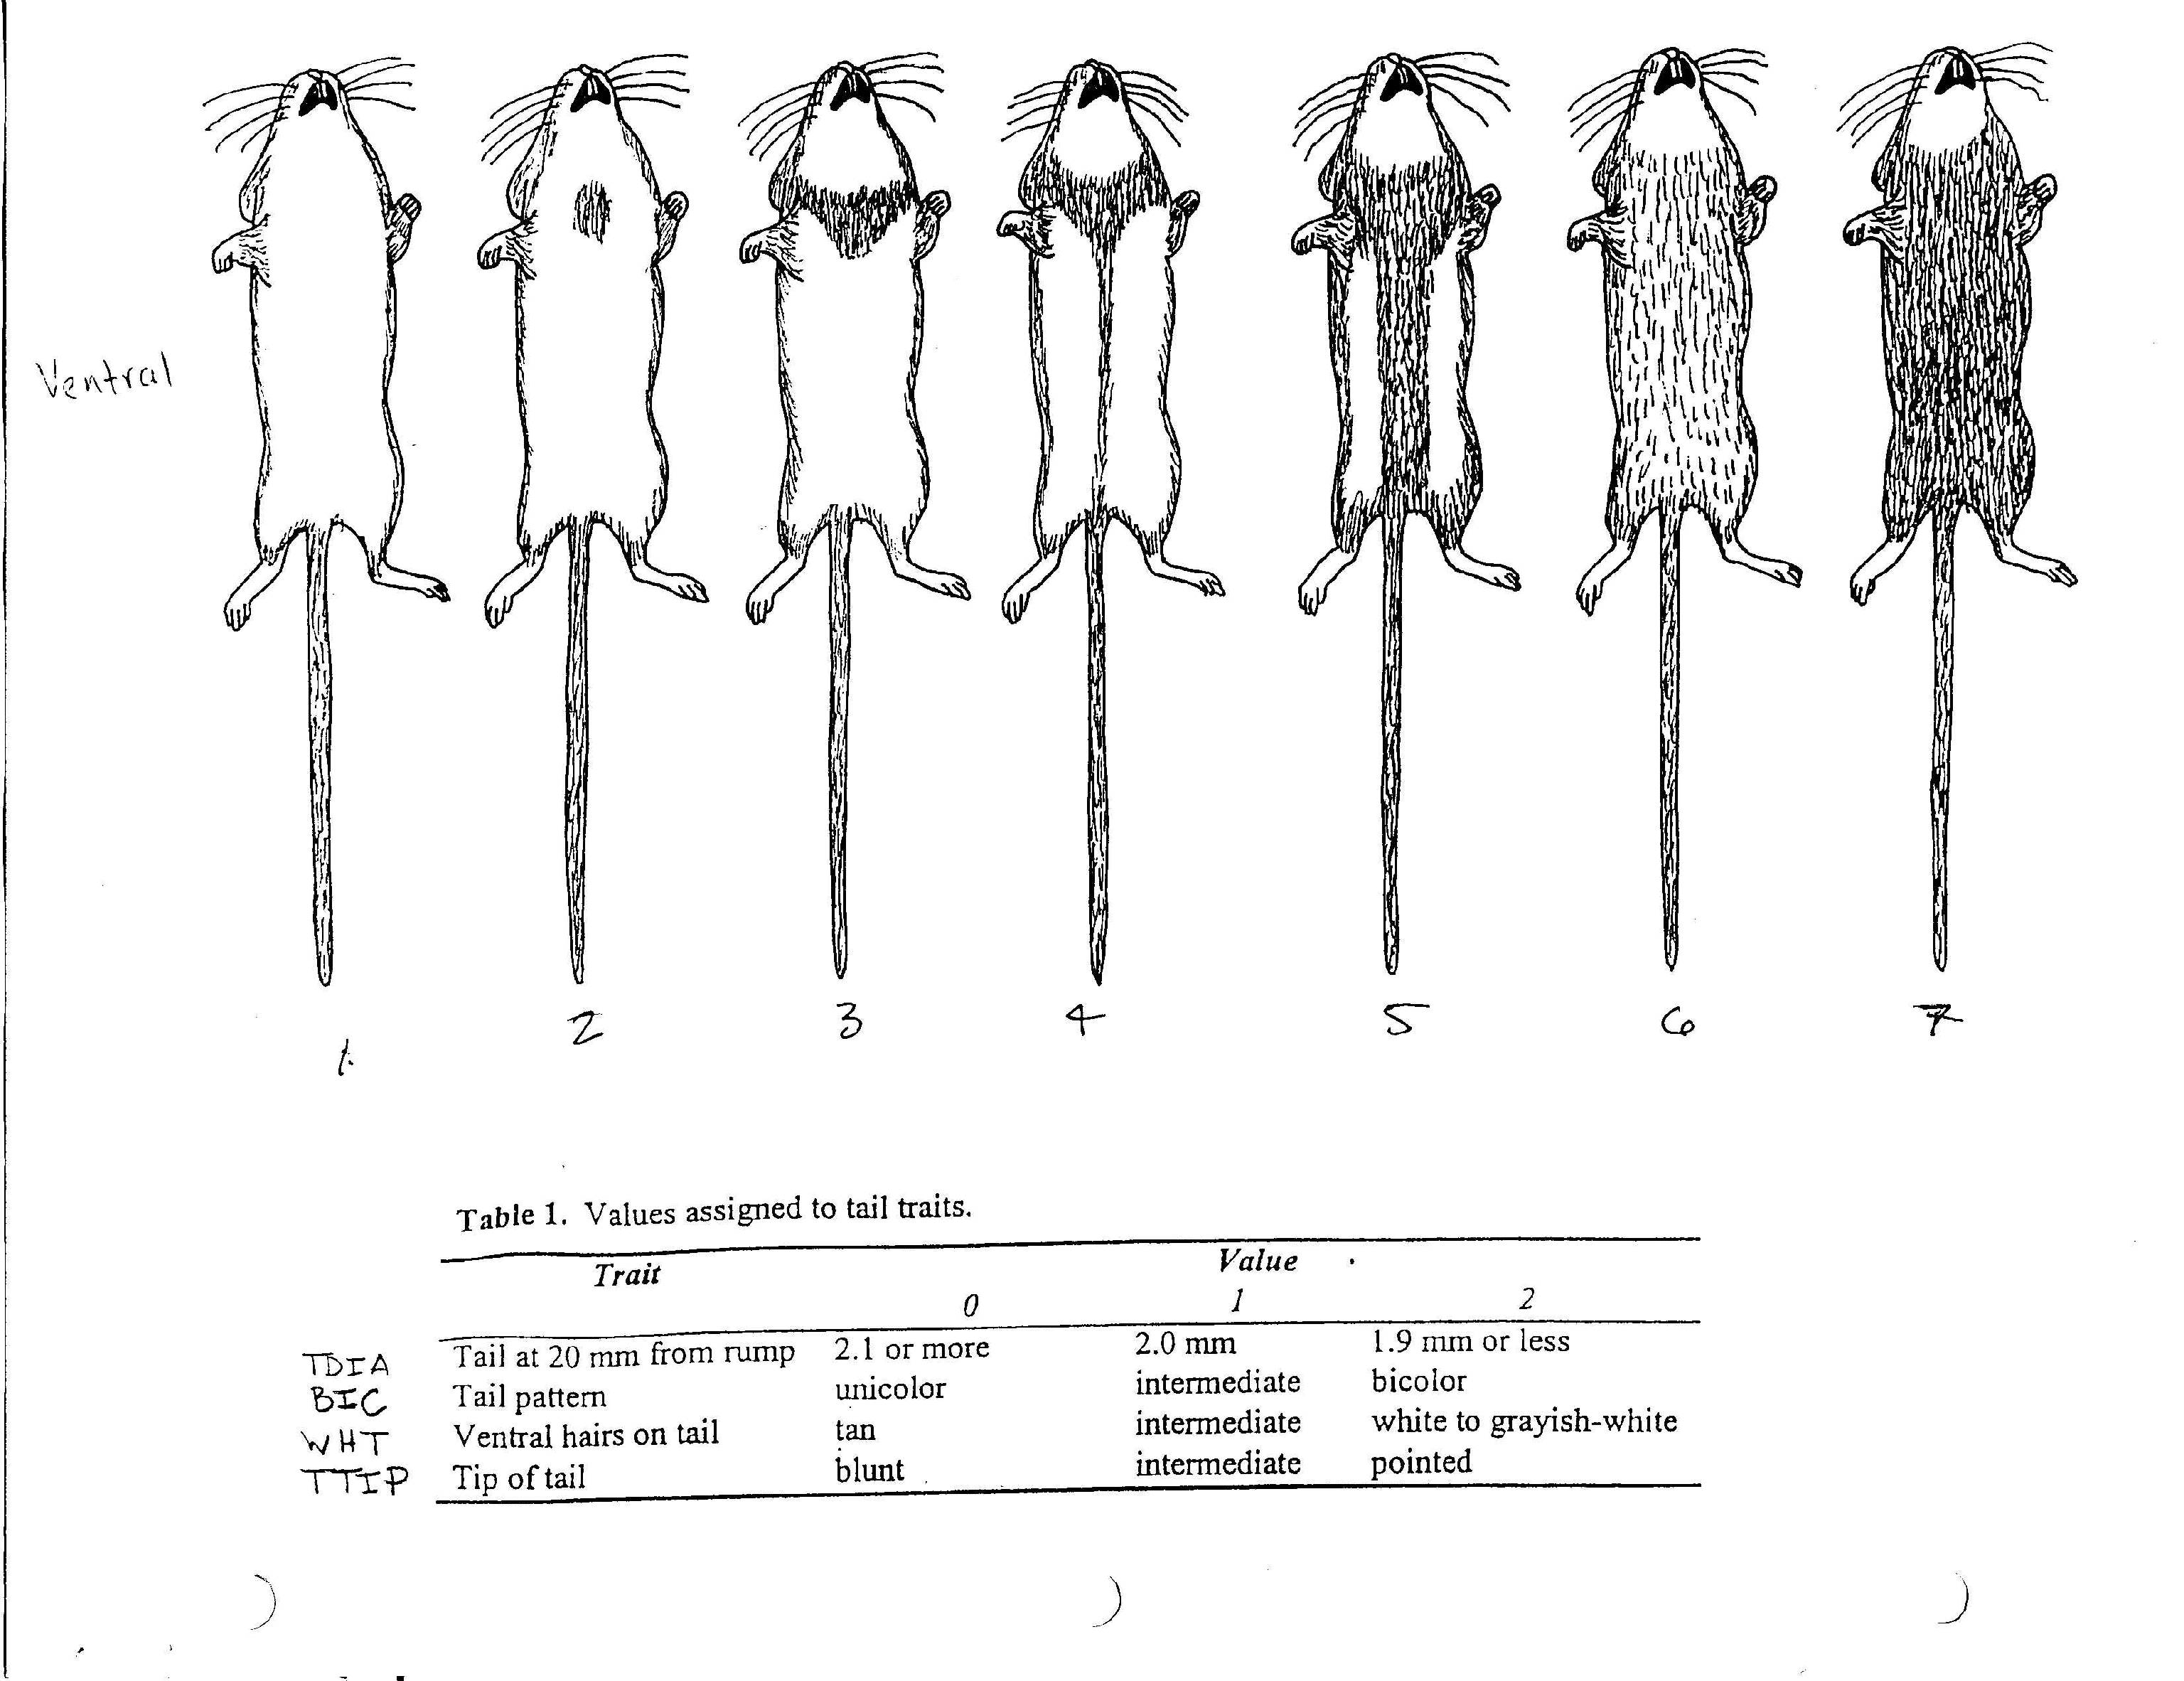 Ventral
1. 2 3 4 5 6 7
Table 1. Values assigned to tail traits.
Trait Value
0 1 2
TDIA Tail at 20 mm from rump 2.1 or more 2.0 mm 1.9 mm or less
BIC Tail pattern unicolor intermediate bicolor
WHT Ventral hairs on tail tan intermediate white to grayish-white
TTIP Tip of tail blunt intermediate pointed